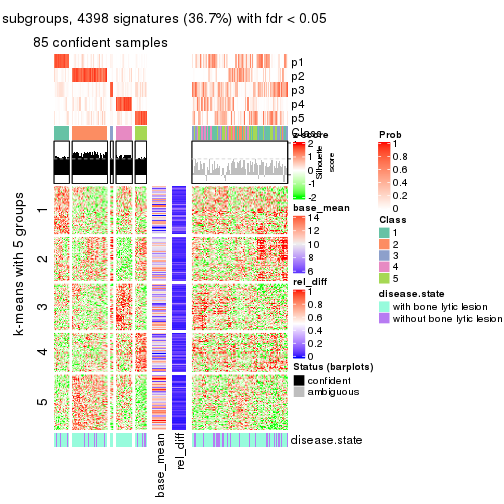 subgroups, 4398 signatures (36.7%) with fdr < 0.05
85 confident samples
p1
p2
p3
p4
p5
Class
z-score
2
1
0
-1
-2
Silhouette
score
base_mean
14
12
10
8
6
rel_diff
1
0.8
0.6
0.4
0.2
0
Status (barplots)
confident
ambiguous
Prob
1
0.8
0.6
0.4
0.2
0
Class
1
2
3
4
5
disease.state
with bone lytic lesion
without bone lytic lesion
k-means with 5 groups
1
2
3
4
5
base_mean
rel_diff
disease.state